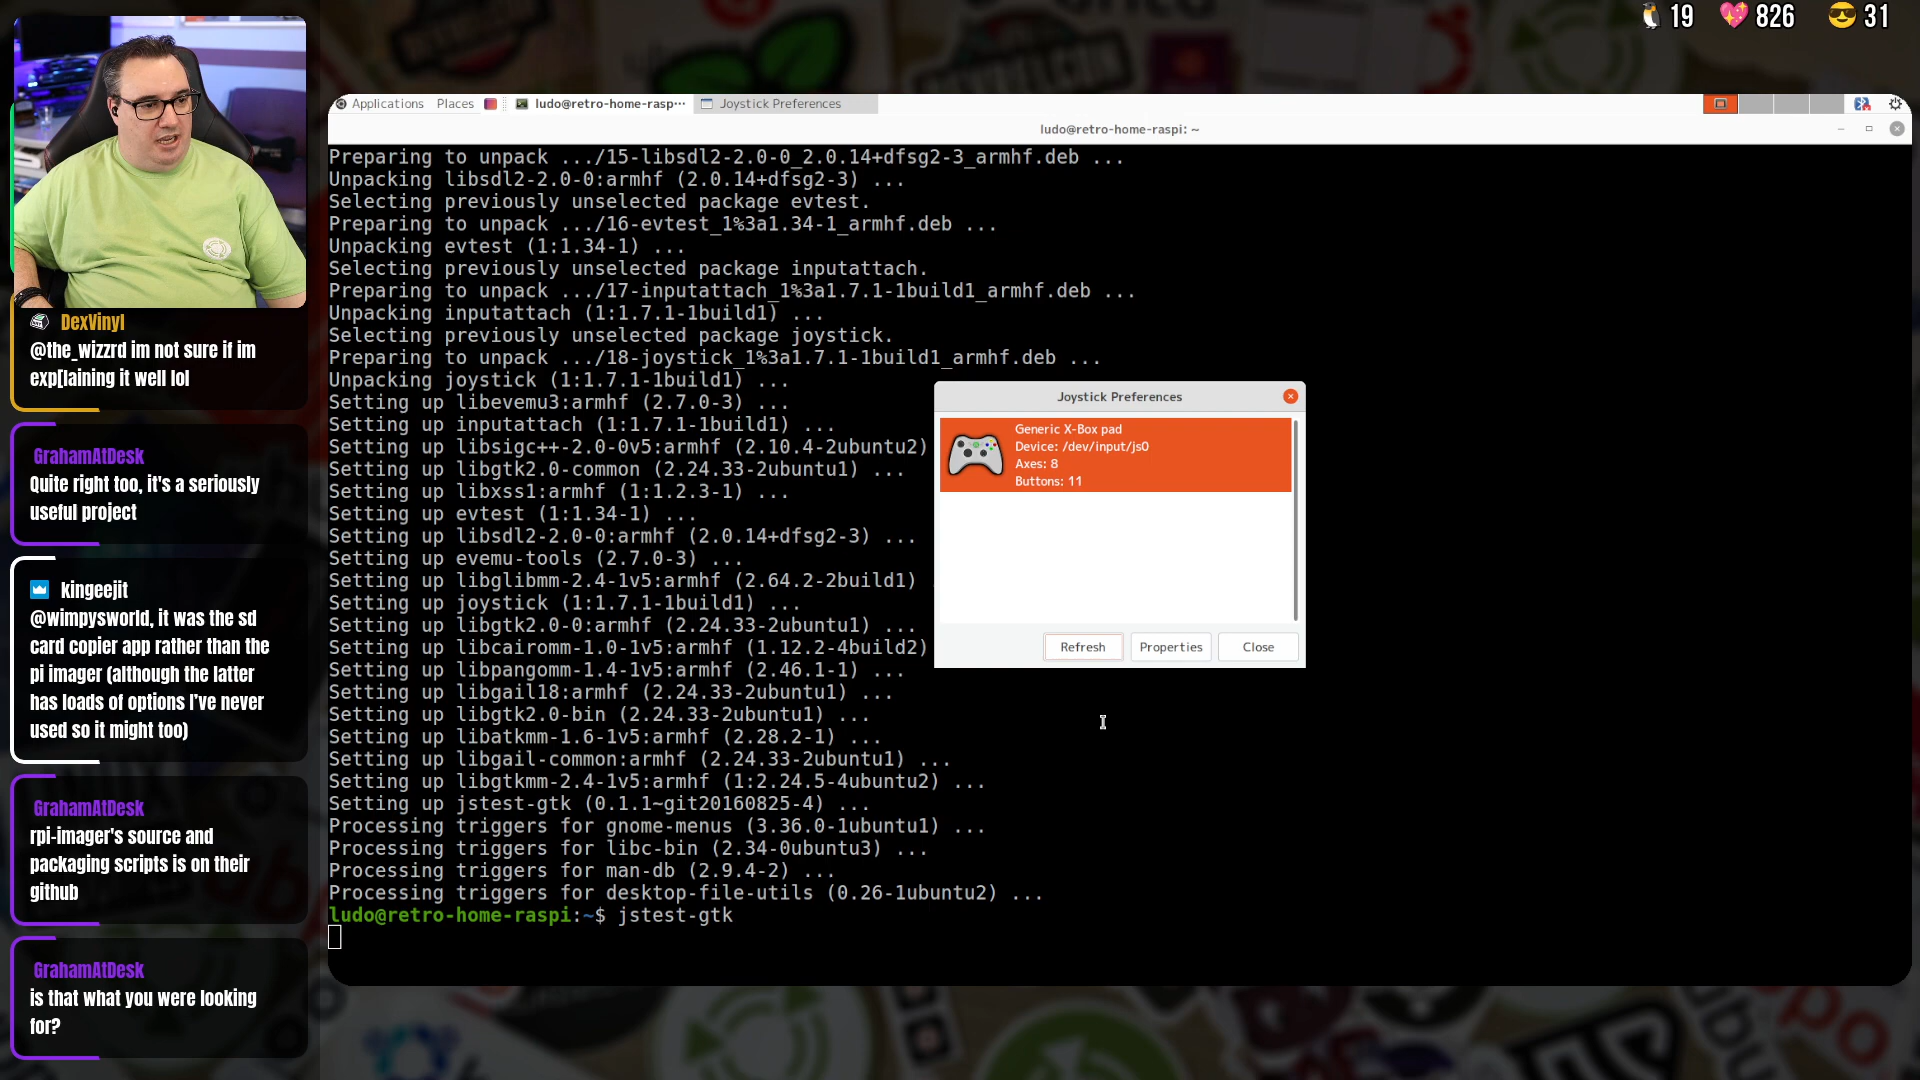 19 826 31
Applications Places ludo@retro-home-rasp··· Joystick Preferences
ludo@retro-home-raspi: ~
Preparing to unpack .../15-libsdl2-2.0-0_2.0.14+dfsg2-3_armhf.deb ...
Unpacking libsdl2-2.0-0:armhf (2.0.14+dfsg2-3) ...
Selecting previously unselected package evtest.
Preparing to unpack .../16-evtest_1%3a1.34-1_armhf.deb ...
Unpacking evtest (1:1.34-1) ...
Selecting previously unselected package inputattach.
Preparing to unpack .../17-inputattach_1%3a1.7.1-1build1_armhf.deb ...
Unpacking inputattach (1:1.7.1-1build1) ...
Selecting previously unselected package joystick.
Preparing to unpack .../18-joystick_1%3a1.7.1-1build1_armhf.deb ...
Unpacking joystick (1:1.7.1-1build1) ...
Setting up libevemu3:armhf (2.7.0-3) ...
Setting up inputattach (1:1.7.1-1build1) ...
Setting up libsigc++-2.0-0v5:armhf (2.10.4-2ubuntu2)
Setting up libgtk2.0-common (2.24.33-2ubuntu1) ...
Setting up libxss1:armhf (1:1.2.3-1) ...
Setting up evtest (1:1.34-1) ...
Setting up libsdl2-2.0-0:armhf (2.0.14+dfsg2-3) ...
Setting up evemu-tools (2.7.0-3) ...
Setting up libglibmm-2.4-1v5:armhf (2.64.2-2build1)
Setting up joystick (1:1.7.1-1build1) ...
Setting up libgtk2.0-0:armhf (2.24.33-2ubuntu1) ...
Setting up libcairomm-1.0-1v5:armhf (1.12.2-4build2)
Setting up libpangomm-1.4-1v5:armhf (2.46.1-1) ...
Setting up libgail18:armhf (2.24.33-2ubuntu1) ...
Setting up libgtk2.0-bin (2.24.33-2ubuntu1) ...
Setting up libatkmm-1.6-1v5:armhf (2.28.2-1) ...
Setting up libgail-common:armhf (2.24.33-2ubuntu1) ...
Setting up libgtkmm-2.4-1v5:armhf (1:2.24.5-4ubuntu2) ...
Setting up jstest-gtk (0.1.1~git20160825-4) ...
Processing triggers for gnome-menus (3.36.0-1ubuntu1) ...
Processing triggers for libc-bin (2.34-0ubuntu3) ...
Processing triggers for man-db (2.9.4-2) ...
Processing triggers for desktop-file-utils (0.26-1ubuntu2) ...
ludo@retro-home-raspi:~$ jstest-gtk
Joystick Preferences
Generic X-Box pad
Device: /dev/input/js0
Axes: 8
Buttons: 11
Refresh Properties Close
DexVinyl
@the_wizzrd im not sure if im
exp[laining it well lol
GrahamAtDesk
Quite right too, it's a seriously
useful project
kingeejit
@wimpysworld, it was the sd
card copier app rather than the
pi imager (although the latter
has loads of options I've never
used so it might too)
GrahamAtDesk
rpi-imager's source and
packaging scripts is on their
github
GrahamAtDesk
is that what you were looking
for?